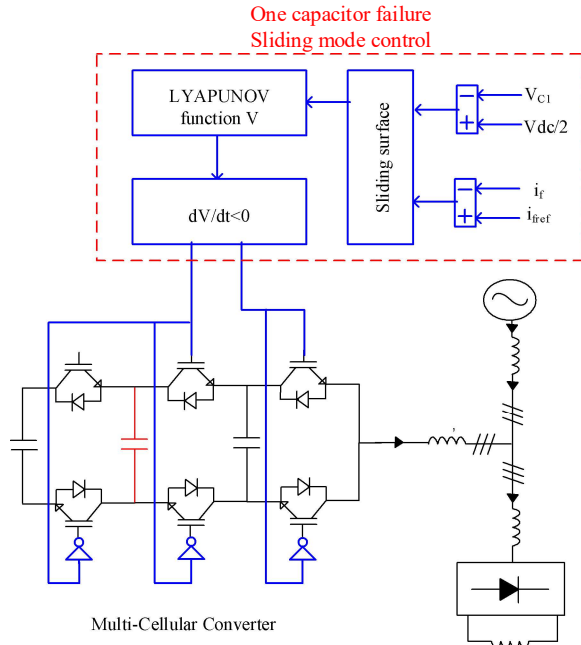 One capacitor failure
Sliding mode control
LYAPUNOV
function V
dV/dt<0
Sliding surface
−
+
V_C1
Vdc/2
−
+
i_f
i_fref
,
Multi-Cellular Converter